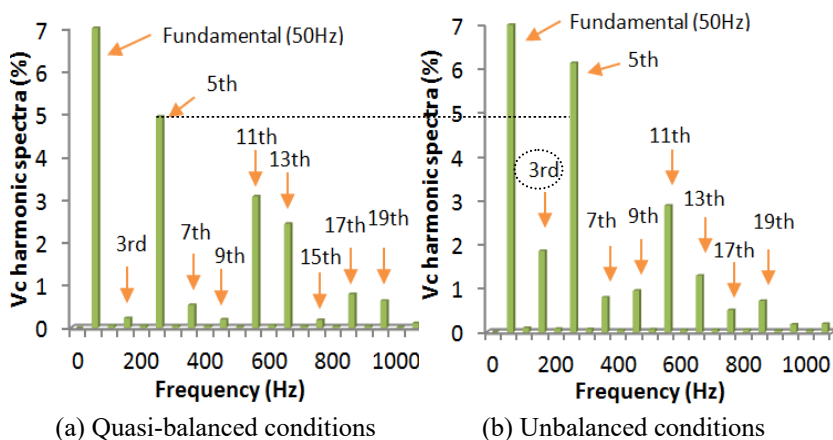 Vc harmonic spectra (%)
7
6
5
4
3
2
1
0
Fundamental (50Hz)
5th
3rd
7th
9th
11th
13th
15th
17th
19th
0 200 400 600 800 1000
Frequency (Hz)
(a) Quasi-balanced conditions
Vc harmonic spectra (%)
7
6
5
4
3
2
1
0
Fundamental (50Hz)
5th
3rd
7th
9th
11th
13th
17th
19th
0 200 400 600 800 1000
Frequency (Hz)
(b) Unbalanced conditions